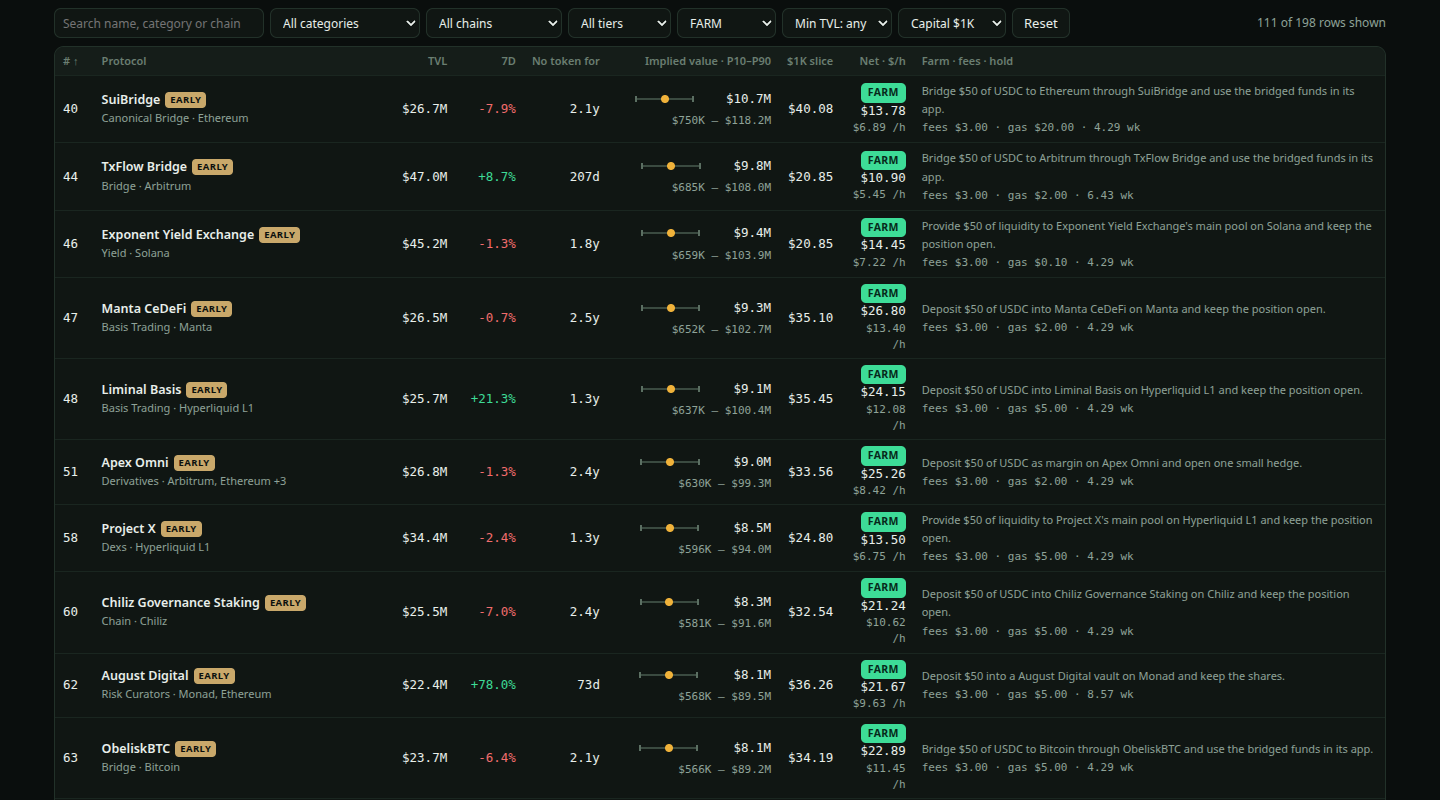 Search name, category or chain All categories All chains All tiers FARM Min TVL: any Capital $1K Reset 111 of 198 rows shown
# ↑ Protocol TVL 7D No token for Implied value · P10–P90 $1K slice Net · $/h Farm · fees · hold
40 SuiBridge EARLY $26.7M -7.9% 2.1y $10.7M $40.08 FARM Bridge $50 of USDC to Ethereum through SuiBridge and use the bridged funds in its
app.
Canonical Bridge · Ethereum $750K — $118.2M $13.78
$6.89 /h fees $3.00 · gas $20.00 · 4.29 wk
44 TxFlow Bridge EARLY $47.0M +8.7% 207d $9.8M $20.85 FARM Bridge $50 of USDC to Arbitrum through TxFlow Bridge and use the bridged funds in its
app.
Bridge · Arbitrum $685K — $108.0M $10.90
$5.45 /h fees $3.00 · gas $2.00 · 6.43 wk
46 Exponent Yield Exchange EARLY $45.2M -1.3% 1.8y $9.4M $20.85 FARM Provide $50 of liquidity to Exponent Yield Exchange's main pool on Solana and keep the
position open.
Yield · Solana $659K — $103.9M $14.45
$7.22 /h fees $3.00 · gas $0.10 · 4.29 wk
47 Manta CeDeFi EARLY $26.5M -0.7% 2.5y $9.3M $35.10 FARM Deposit $50 of USDC into Manta CeDeFi on Manta and keep the position open.
Basis Trading · Manta $652K — $102.7M $26.80
$13.40 fees $3.00 · gas $2.00 · 4.29 wk
/h
48 Liminal Basis EARLY $25.7M +21.3% 1.3y $9.1M $35.45 FARM Deposit $50 of USDC into Liminal Basis on Hyperliquid L1 and keep the position open.
Basis Trading · Hyperliquid L1 $637K — $100.4M $24.15
$12.08 fees $3.00 · gas $5.00 · 4.29 wk
/h
51 Apex Omni EARLY $26.8M -1.3% 2.4y $9.0M $33.56 FARM Deposit $50 of USDC as margin on Apex Omni and open one small hedge.
Derivatives · Arbitrum, Ethereum +3 $630K — $99.3M $25.26
$8.42 /h fees $3.00 · gas $2.00 · 4.29 wk
58 Project X EARLY $34.4M -2.4% 1.3y $8.5M $24.80 FARM Provide $50 of liquidity to Project X's main pool on Hyperliquid L1 and keep the position
open.
Dexs · Hyperliquid L1 $596K — $94.0M $13.50
$6.75 /h fees $3.00 · gas $5.00 · 4.29 wk
60 Chiliz Governance Staking EARLY $25.5M -7.0% 2.4y $8.3M $32.54 FARM Deposit $50 of USDC into Chiliz Governance Staking on Chiliz and keep the position
open.
Chain · Chiliz $581K — $91.6M $21.24
$10.62 fees $3.00 · gas $5.00 · 4.29 wk
/h
62 August Digital EARLY $22.4M +78.0% 73d $8.1M $36.26 FARM Deposit $50 into a August Digital vault on Monad and keep the shares.
Risk Curators · Monad, Ethereum $568K — $89.5M $21.67
$9.63 /h fees $3.00 · gas $5.00 · 8.57 wk
63 ObeliskBTC EARLY $23.7M -6.4% 2.1y $8.1M $34.19 FARM Bridge $50 of USDC to Bitcoin through ObeliskBTC and use the bridged funds in its app.
Bridge · Bitcoin $566K — $89.2M $22.89
$11.45 fees $3.00 · gas $5.00 · 4.29 wk
/h